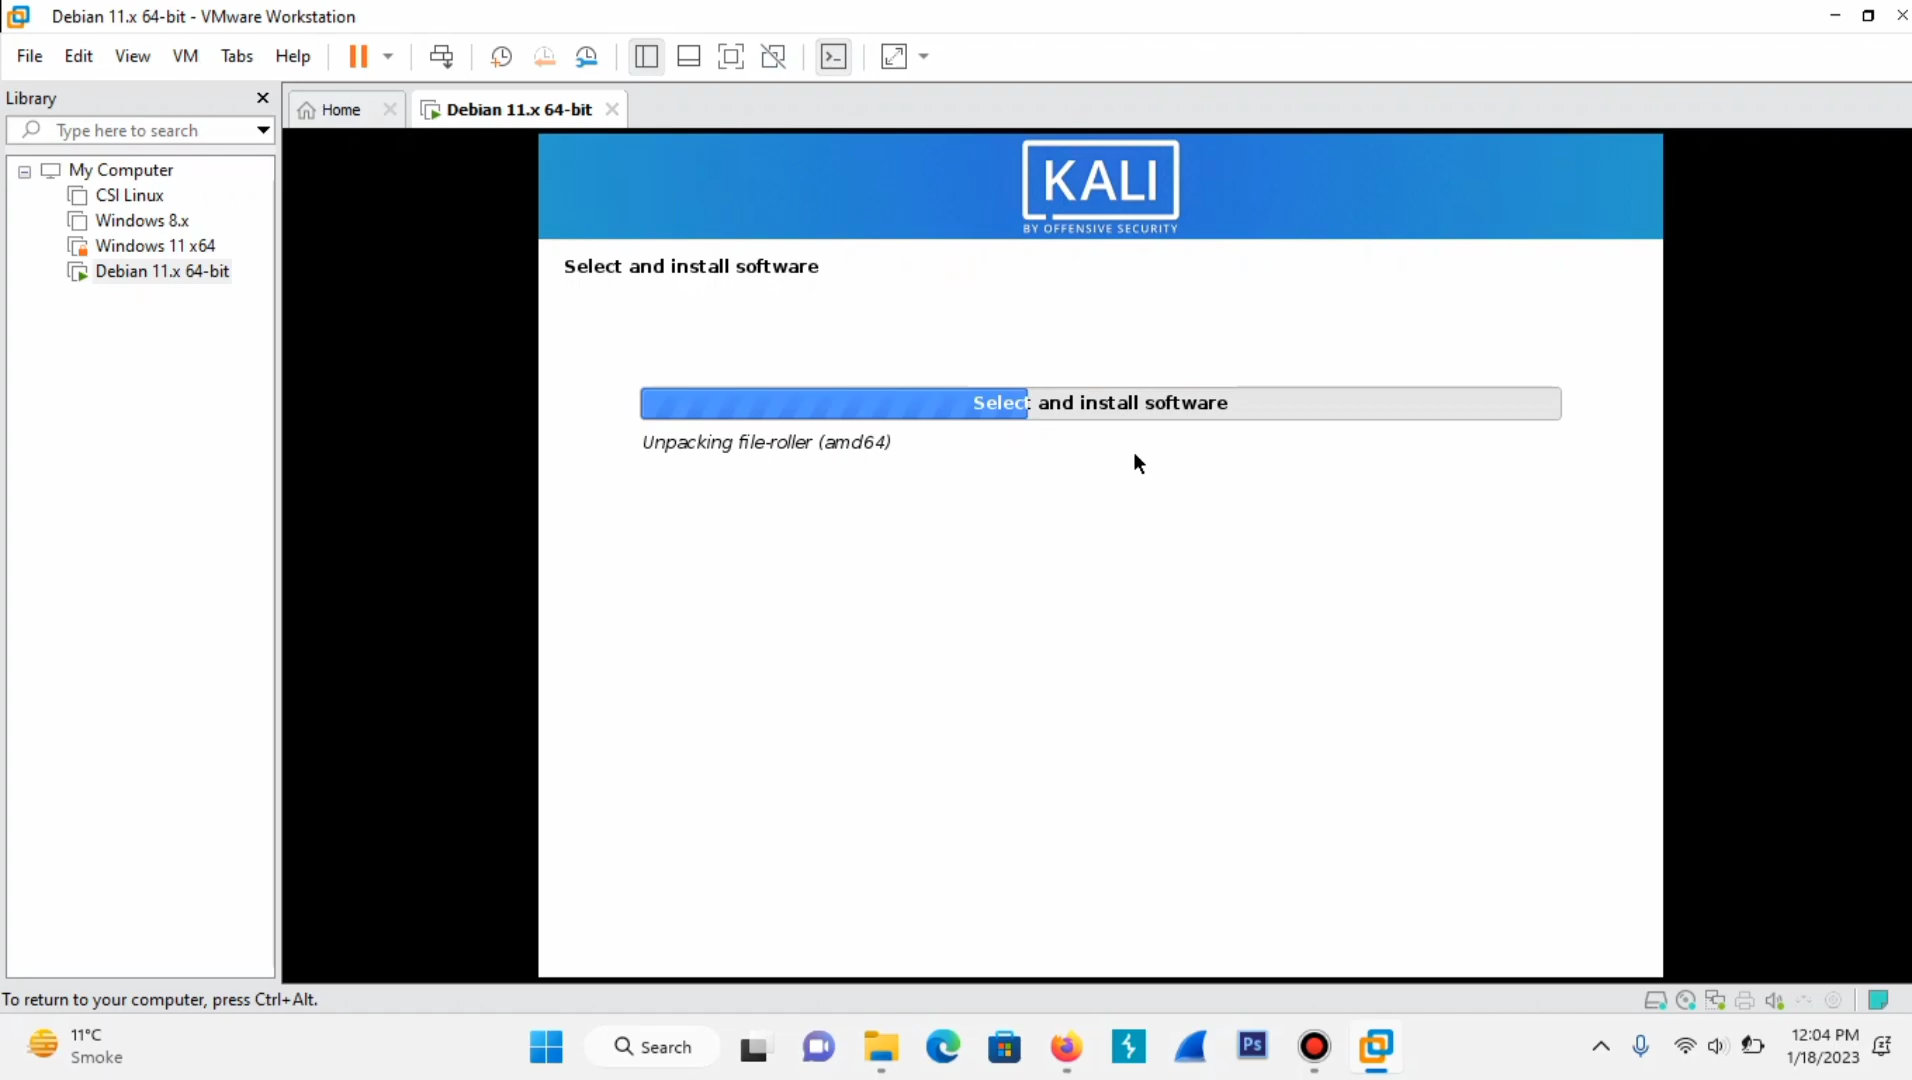 Debian 11.x 64-bit - VMware Workstation
File Edit View VM Tabs Help
Library
Type here to search
My Computer
CSI Linux
Windows 8.x
Windows 11 x64
Debian 11.x 64-bit
Home
Debian 11.x 64-bit
KALI
BY OFFENSIVE SECURITY
Select and install software
Select and install software
Unpacking file-roller (amd64)
To return to your computer, press Ctrl+Alt.
11°C
Smoke
Search
Ps
12:04 PM
1/18/2023